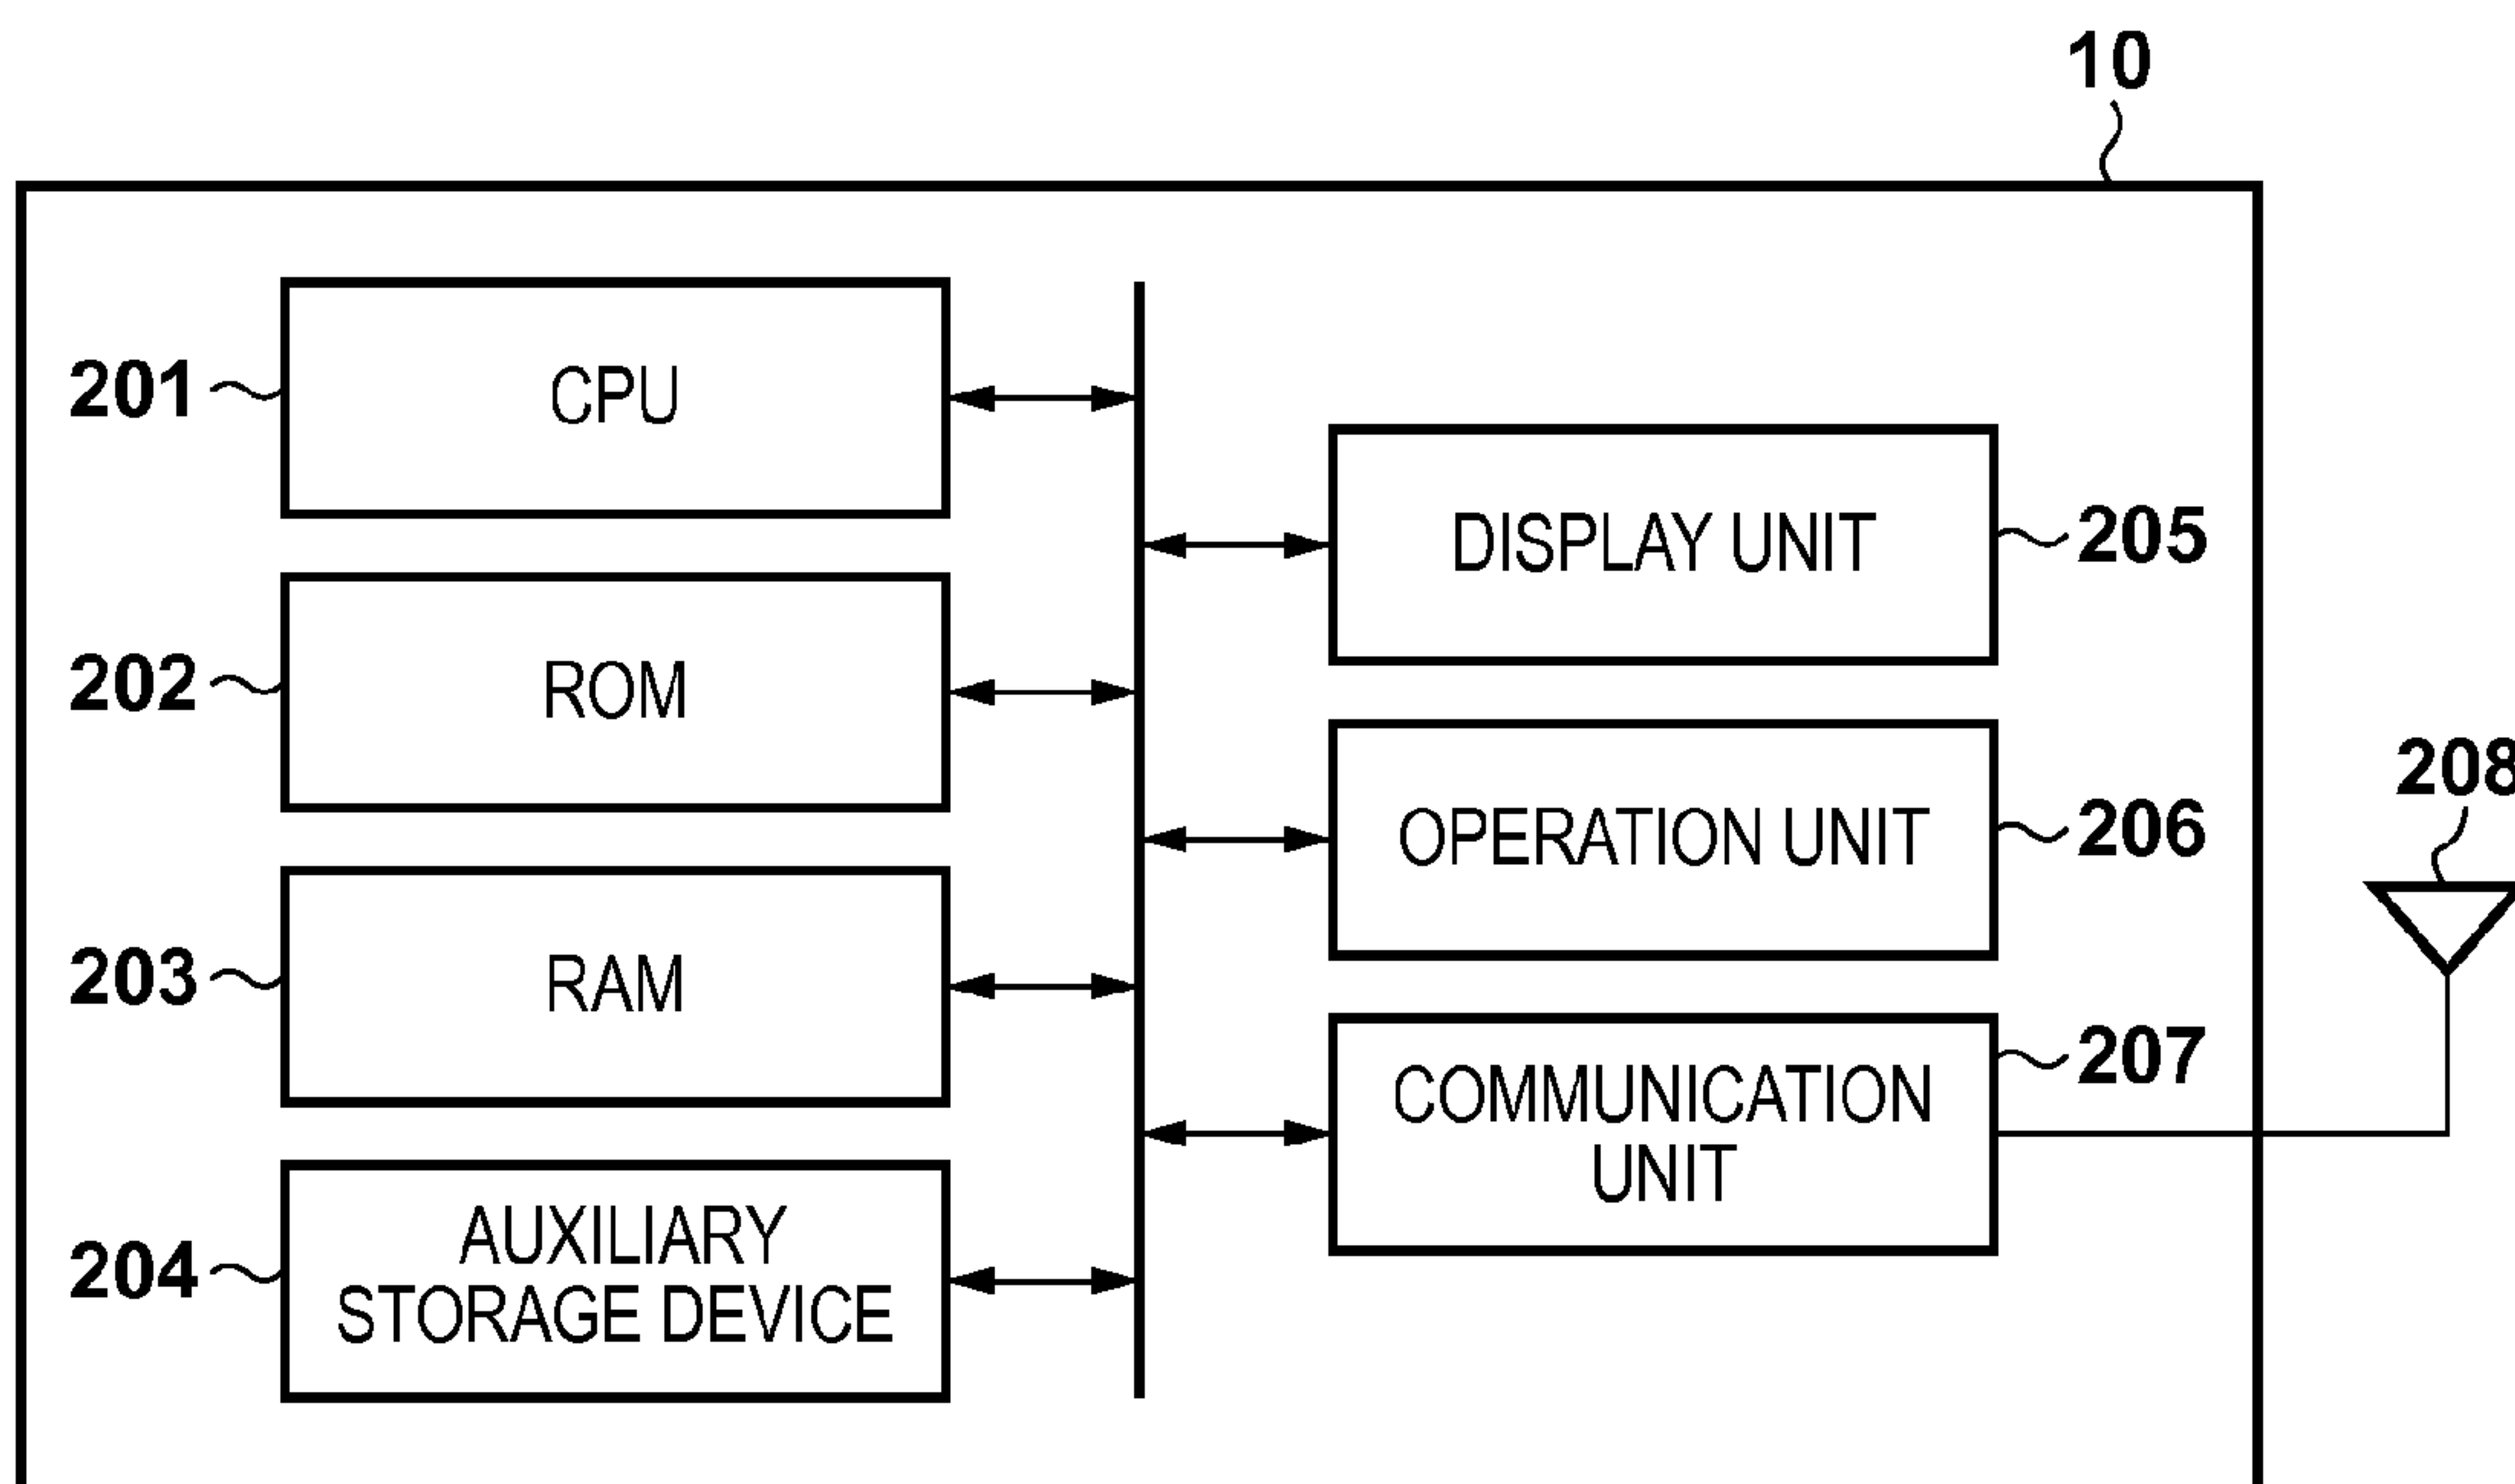 10
201
CPU
DISPLAY UNIT
205
202
ROM
OPERATION UNIT
206
208
203
RAM
COMMUNICATION
UNIT
207
204
AUXILIARY
STORAGE DEVICE